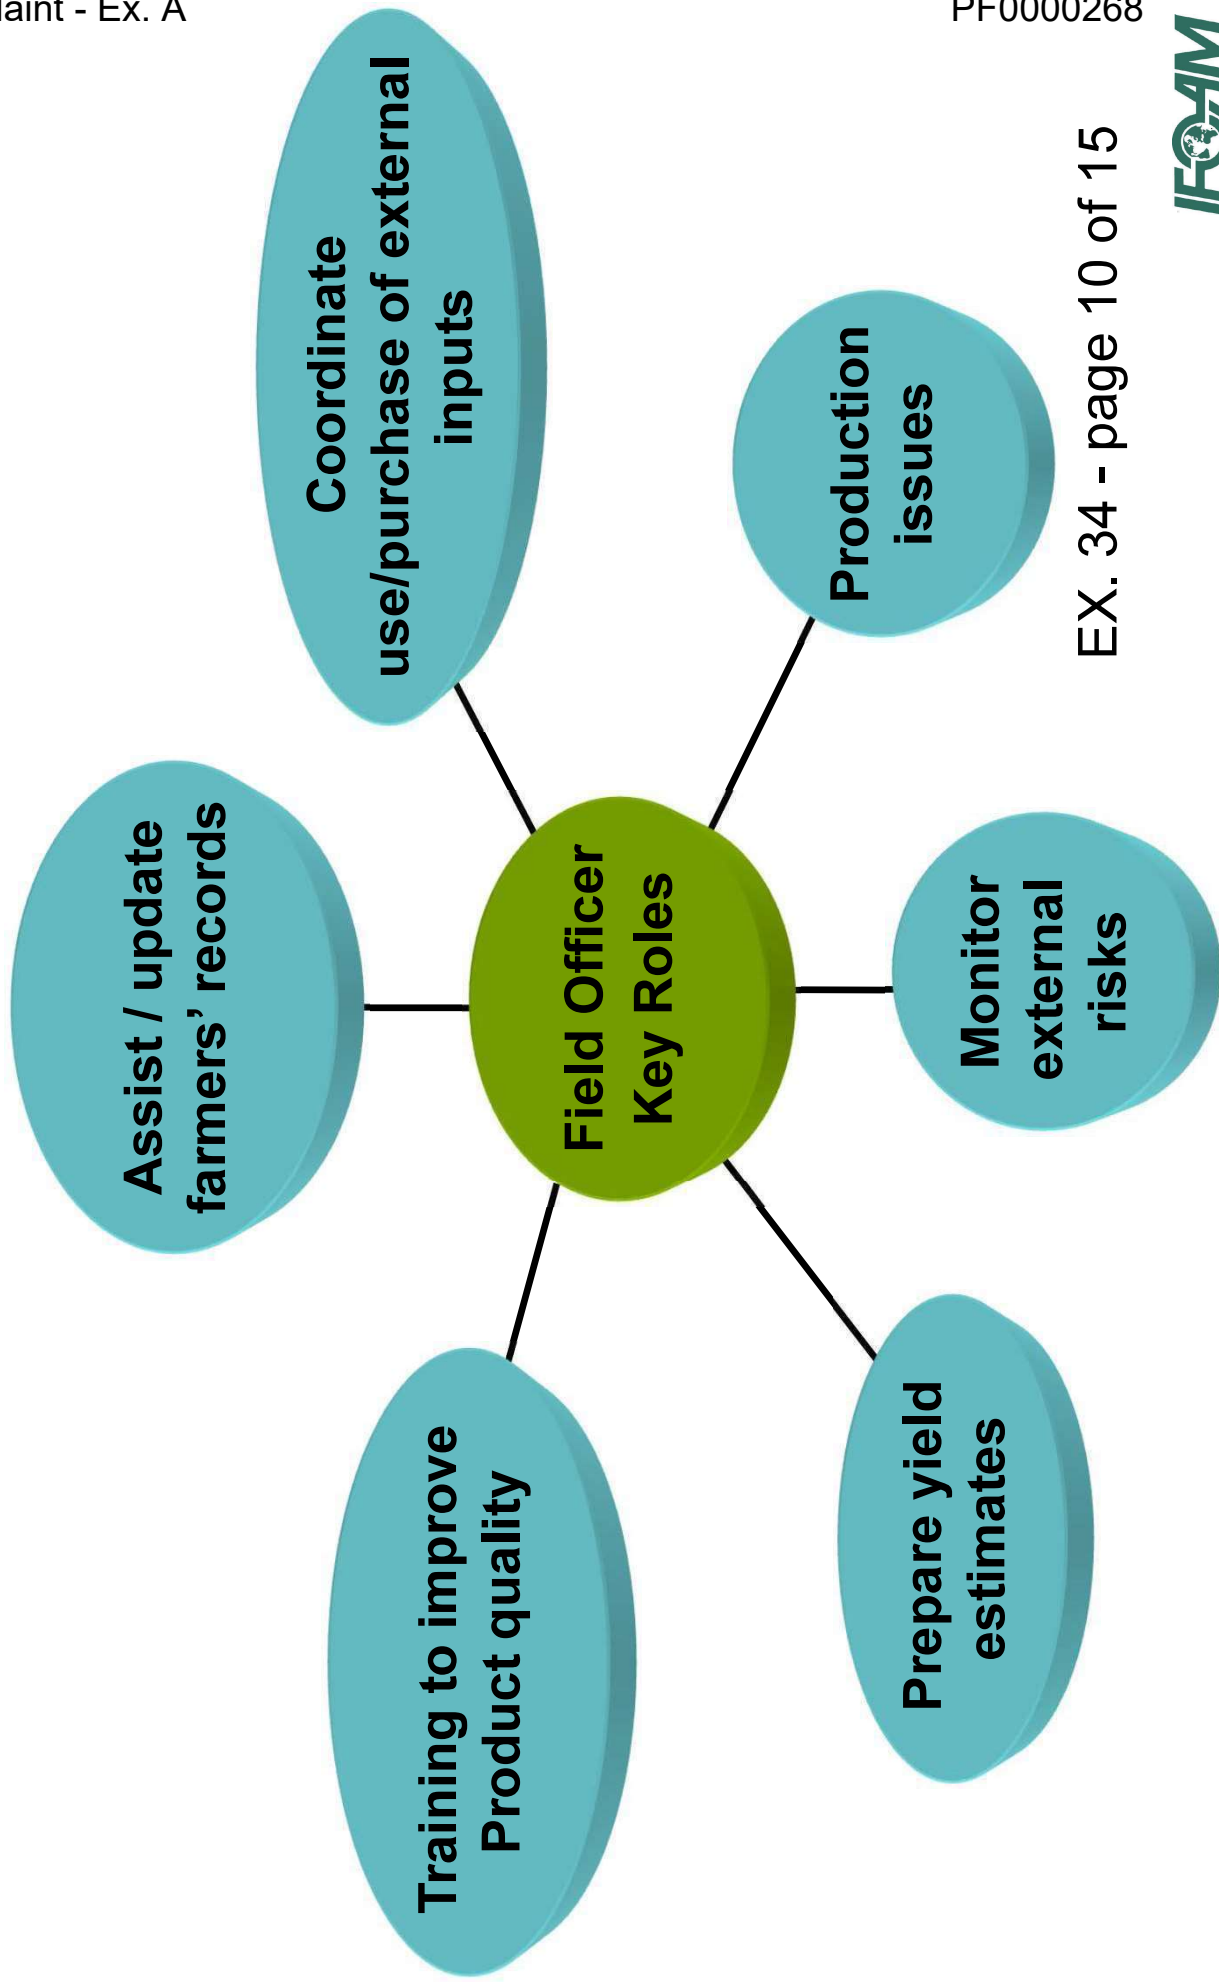 laint - Ex. A
PF0000268
Assist / update
farmers' records
Coordinate
use/purchase of external
inputs
Training to improve
Product quality
Field Officer
Key Roles
Production
issues
Prepare yield
estimates
Monitor
external
risks
EX. 34 - page 10 of 15
IFOAM